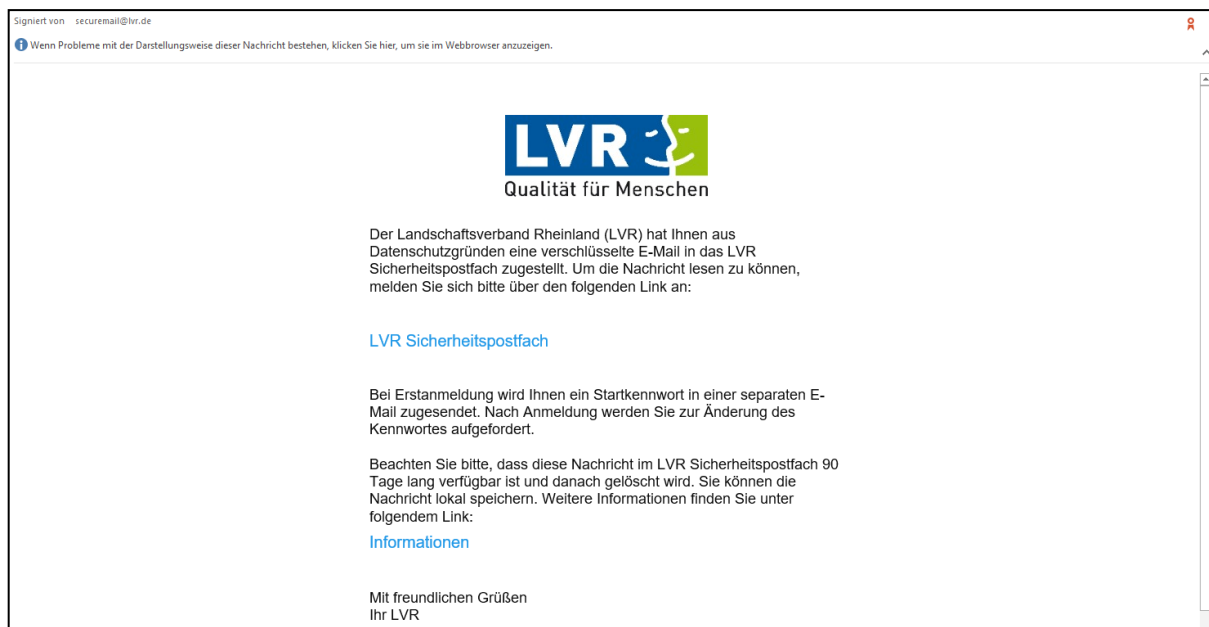 Signiert von securemail@lvr.de
Wenn Probleme mit der Darstellungsweise dieser Nachricht bestehen, klicken Sie hier, um sie im Webbrowser anzuzeigen.
LVR
Qualität für Menschen
Der Landschaftsverband Rheinland (LVR) hat Ihnen aus
Datenschutzgründen eine verschlüsselte E-Mail in das LVR
Sicherheitspostfach zugestellt. Um die Nachricht lesen zu können,
melden Sie sich bitte über den folgenden Link an:
LVR Sicherheitspostfach
Bei Erstanmeldung wird Ihnen ein Startkennwort in einer separaten E-
Mail zugesendet. Nach Anmeldung werden Sie zur Änderung des
Kennwortes aufgefordert.
Beachten Sie bitte, dass diese Nachricht im LVR Sicherheitspostfach 90
Tage lang verfügbar ist und danach gelöscht wird. Sie können die
Nachricht lokal speichern. Weitere Informationen finden Sie unter
folgendem Link:
Informationen
Mit freundlichen Grüßen
Ihr LVR